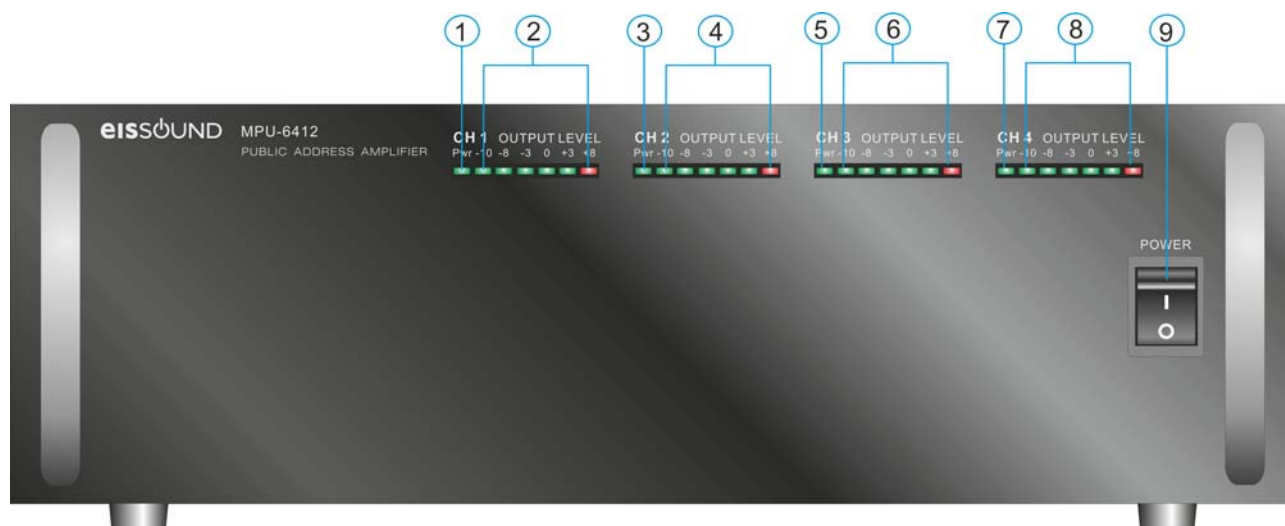 1 2 3 4 5 6 7 8 9
eissound MPU-6412
PUBLIC ADDRESS AMPLIFIER
CH 1 OUTPUT LEVEL
Pwr -10 -8 -3 0 +3 +8
CH 2 OUTPUT LEVEL
Pwr -10 -8 -3 0 +3 +8
CH 3 OUTPUT LEVEL
Pwr -10 -8 -3 0 +3 +8
CH 4 OUTPUT LEVEL
Pwr -10 -8 -3 0 +3 +8
POWER
I
O